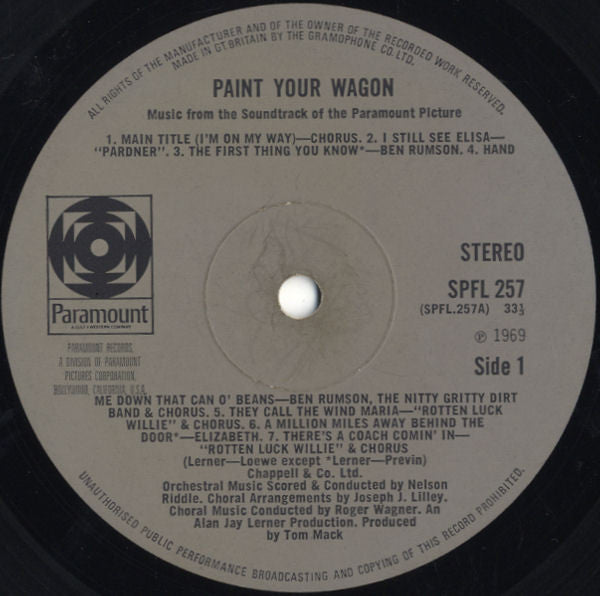 ALL RIGHTS OF THE MANUFACTURER AND OF THE OWNER OF THE RECORDED WORK RESERVED.
MADE IN GT. BRITAIN BY THE GRAMOPHONE CO. LTD.
PAINT YOUR WAGON
Music from the Soundtrack of the Paramount Picture
1. MAIN TITLE (I'M ON MY WAY)—CHORUS. 2. I STILL SEE ELISA—
"PARDNER". 3. THE FIRST THING YOU KNOW*—BEN RUMSON. 4. HAND
Paramount
A GULF+WESTERN COMPANY
PARAMOUNT RECORDS,
A DIVISION OF PARAMOUNT
PICTURES CORPORATION,
HOLLYWOOD, CALIFORNIA, U.S.A.
STEREO
SPFL 257
(SPFL.257A) 33⅓
℗ 1969
Side 1
ME DOWN THAT CAN O' BEANS—BEN RUMSON, THE NITTY GRITTY DIRT
BAND & CHORUS. 5. THEY CALL THE WIND MARIA—"ROTTEN LUCK
WILLIE" & CHORUS. 6. A MILLION MILES AWAY BEHIND THE
DOOR*—ELIZABETH. 7. THERE'S A COACH COMIN' IN—
"ROTTEN LUCK WILLIE" & CHORUS
(Lerner—Loewe except *Lerner—Previn)
Chappell & Co. Ltd.
Orchestral Music Scored & Conducted by Nelson
Riddle. Choral Arrangements by Joseph J. Lilley.
Choral Music Conducted by Roger Wagner. An
Alan Jay Lerner Production. Produced
by Tom Mack
UNAUTHORISED PUBLIC PERFORMANCE BROADCASTING AND COPYING OF THIS RECORD PROHIBITED.